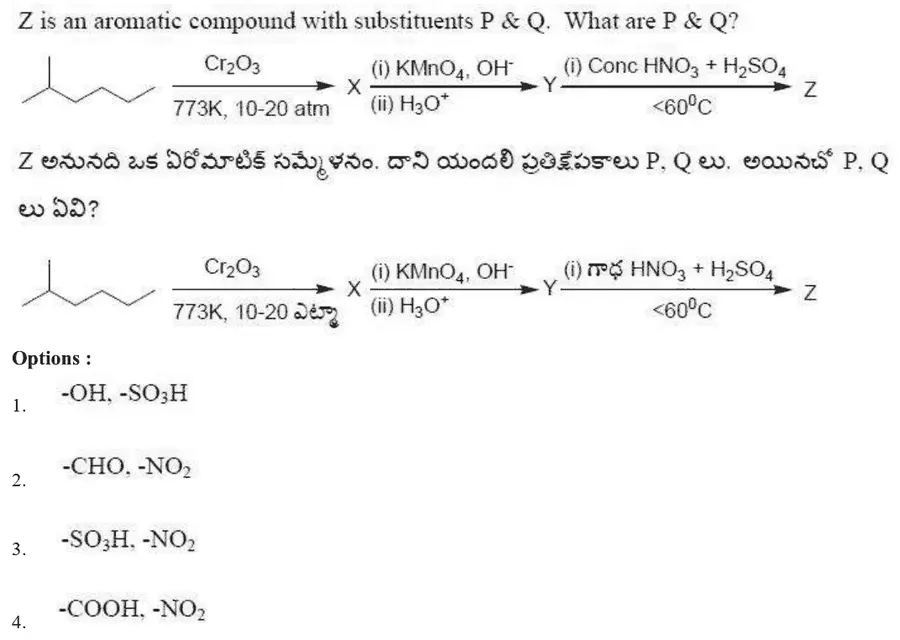 Z is an aromatic compound with substituents P & Q. What are P & Q?
Cr₂O₃
773K, 10-20 atm
X
(i) KMnO₄, OH⁻
(ii) H₃O⁺
Y
(i) Conc HNO₃ + H₂SO₄
<60⁰C
Z
Z అనునది ఒక ఏరోమాటిక్ సమ్మేళనం. దాని యందలి ప్రతిక్షేపకాలు P, Q లు. అయినచో P, Q
లు ఏవి?
Cr₂O₃
773K, 10-20 ఎట్మా
X
(i) KMnO₄, OH⁻
(ii) H₃O⁺
Y
(i) గాఢ HNO₃ + H₂SO₄
<60⁰C
Z
Options :
1. -OH, -SO₃H
2. -CHO, -NO₂
3. -SO₃H, -NO₂
4. -COOH, -NO₂